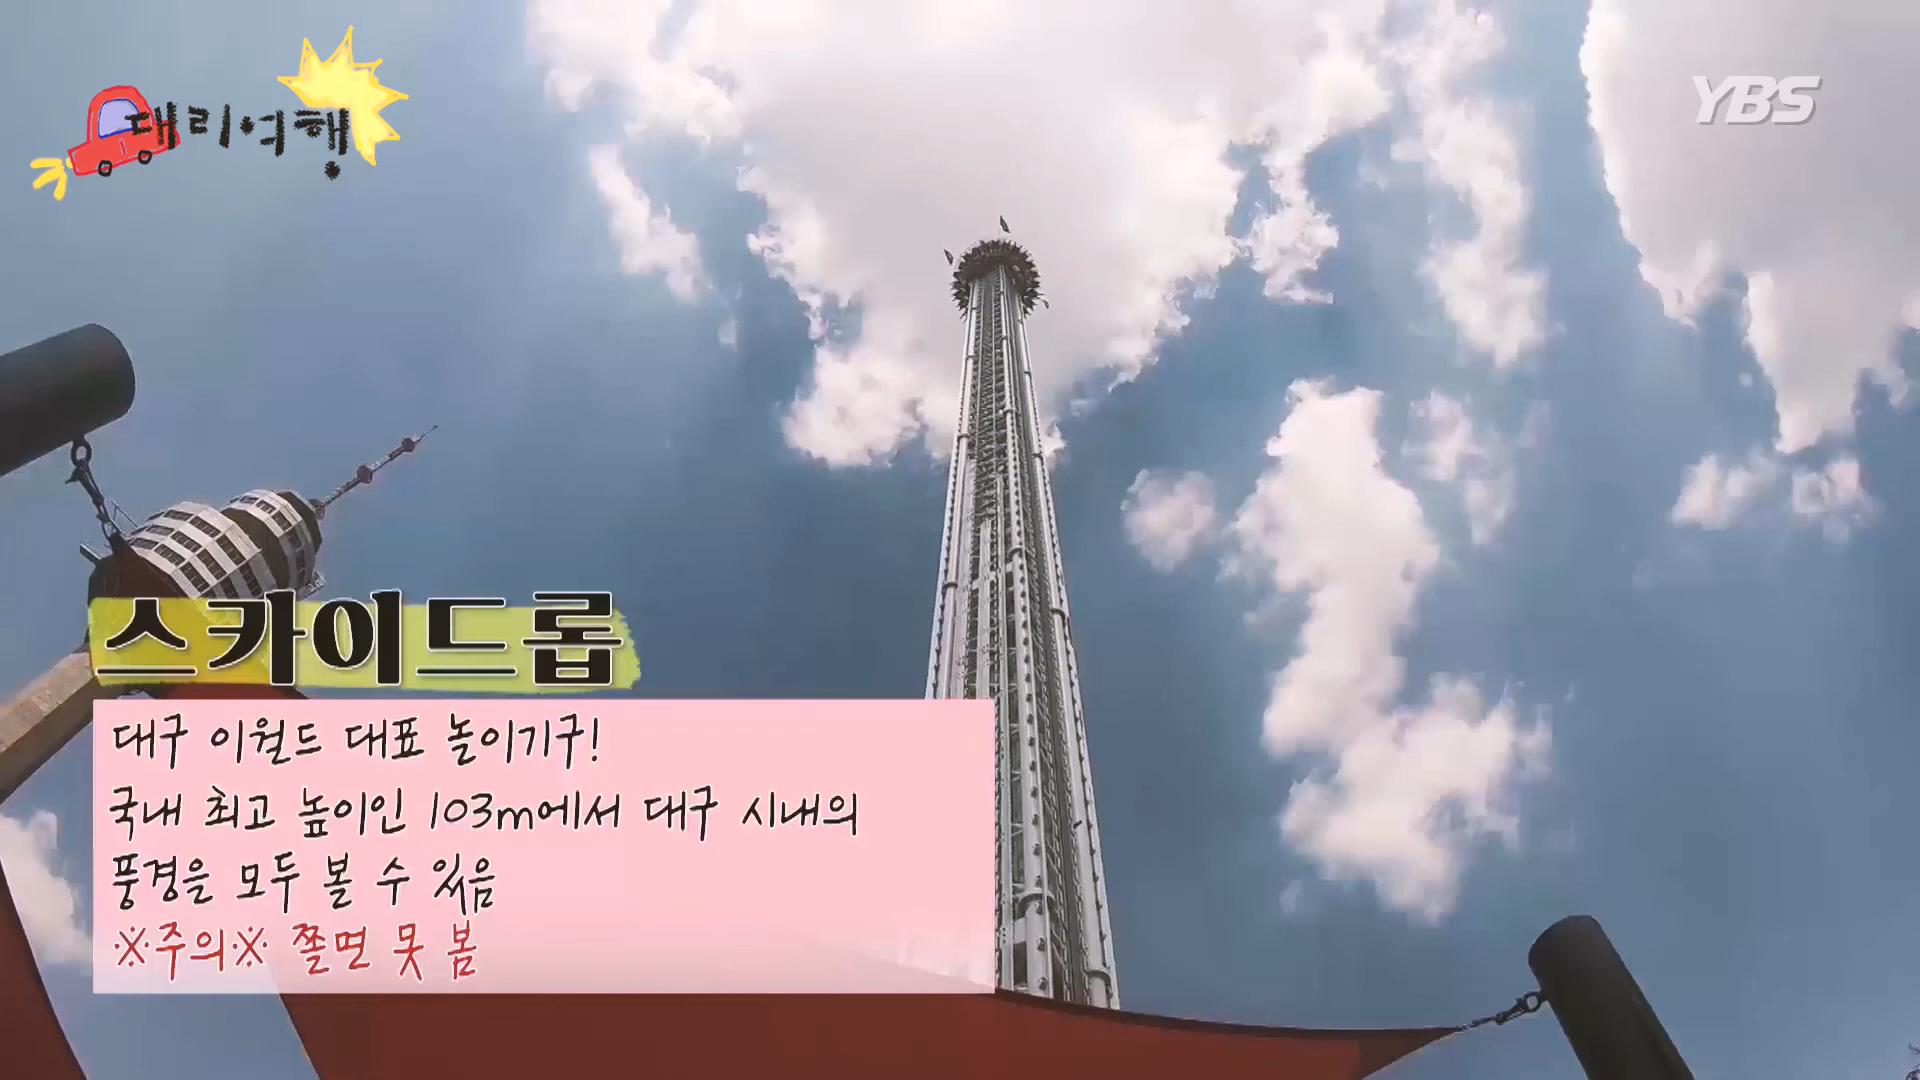 대리여행
YBS
스카이드롭
대구 이월드 대표 놀이기구!
국내 최고 높이인 103m에서 대구 시내의
풍경을 모두 볼 수 있음
※주의※ 쫄면 못 봄